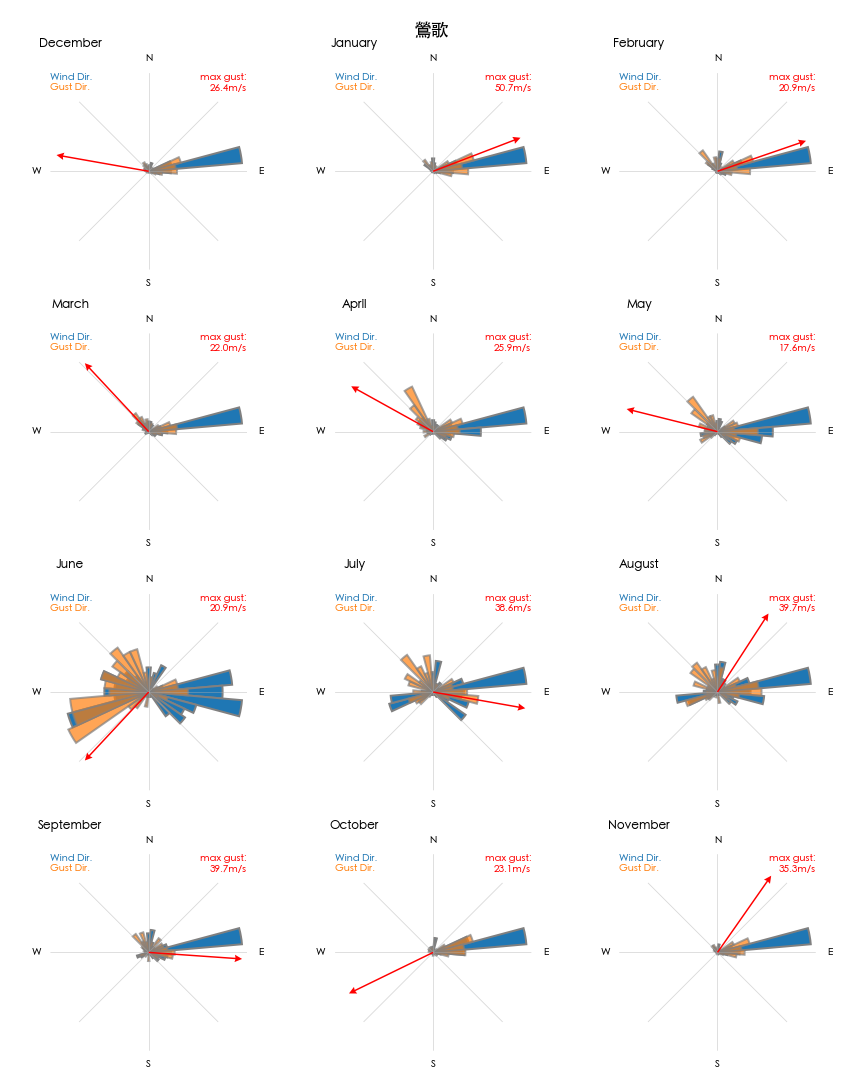 鶯歌
December
N
Wind Dir.
Gust Dir.
max gust:
26.4m/s
W
E
S
January
N
Wind Dir.
Gust Dir.
max gust:
50.7m/s
W
E
S
February
N
Wind Dir.
Gust Dir.
max gust:
20.9m/s
W
E
S
March
N
Wind Dir.
Gust Dir.
max gust:
22.0m/s
W
E
S
April
N
Wind Dir.
Gust Dir.
max gust:
25.9m/s
W
E
S
May
N
Wind Dir.
Gust Dir.
max gust:
17.6m/s
W
E
S
June
N
Wind Dir.
Gust Dir.
max gust:
20.9m/s
W
E
S
July
N
Wind Dir.
Gust Dir.
max gust:
38.6m/s
W
E
S
August
N
Wind Dir.
Gust Dir.
max gust:
39.7m/s
W
E
S
September
N
Wind Dir.
Gust Dir.
max gust:
39.7m/s
W
E
S
October
N
Wind Dir.
Gust Dir.
max gust:
23.1m/s
W
E
S
November
N
Wind Dir.
Gust Dir.
max gust:
35.3m/s
W
E
S